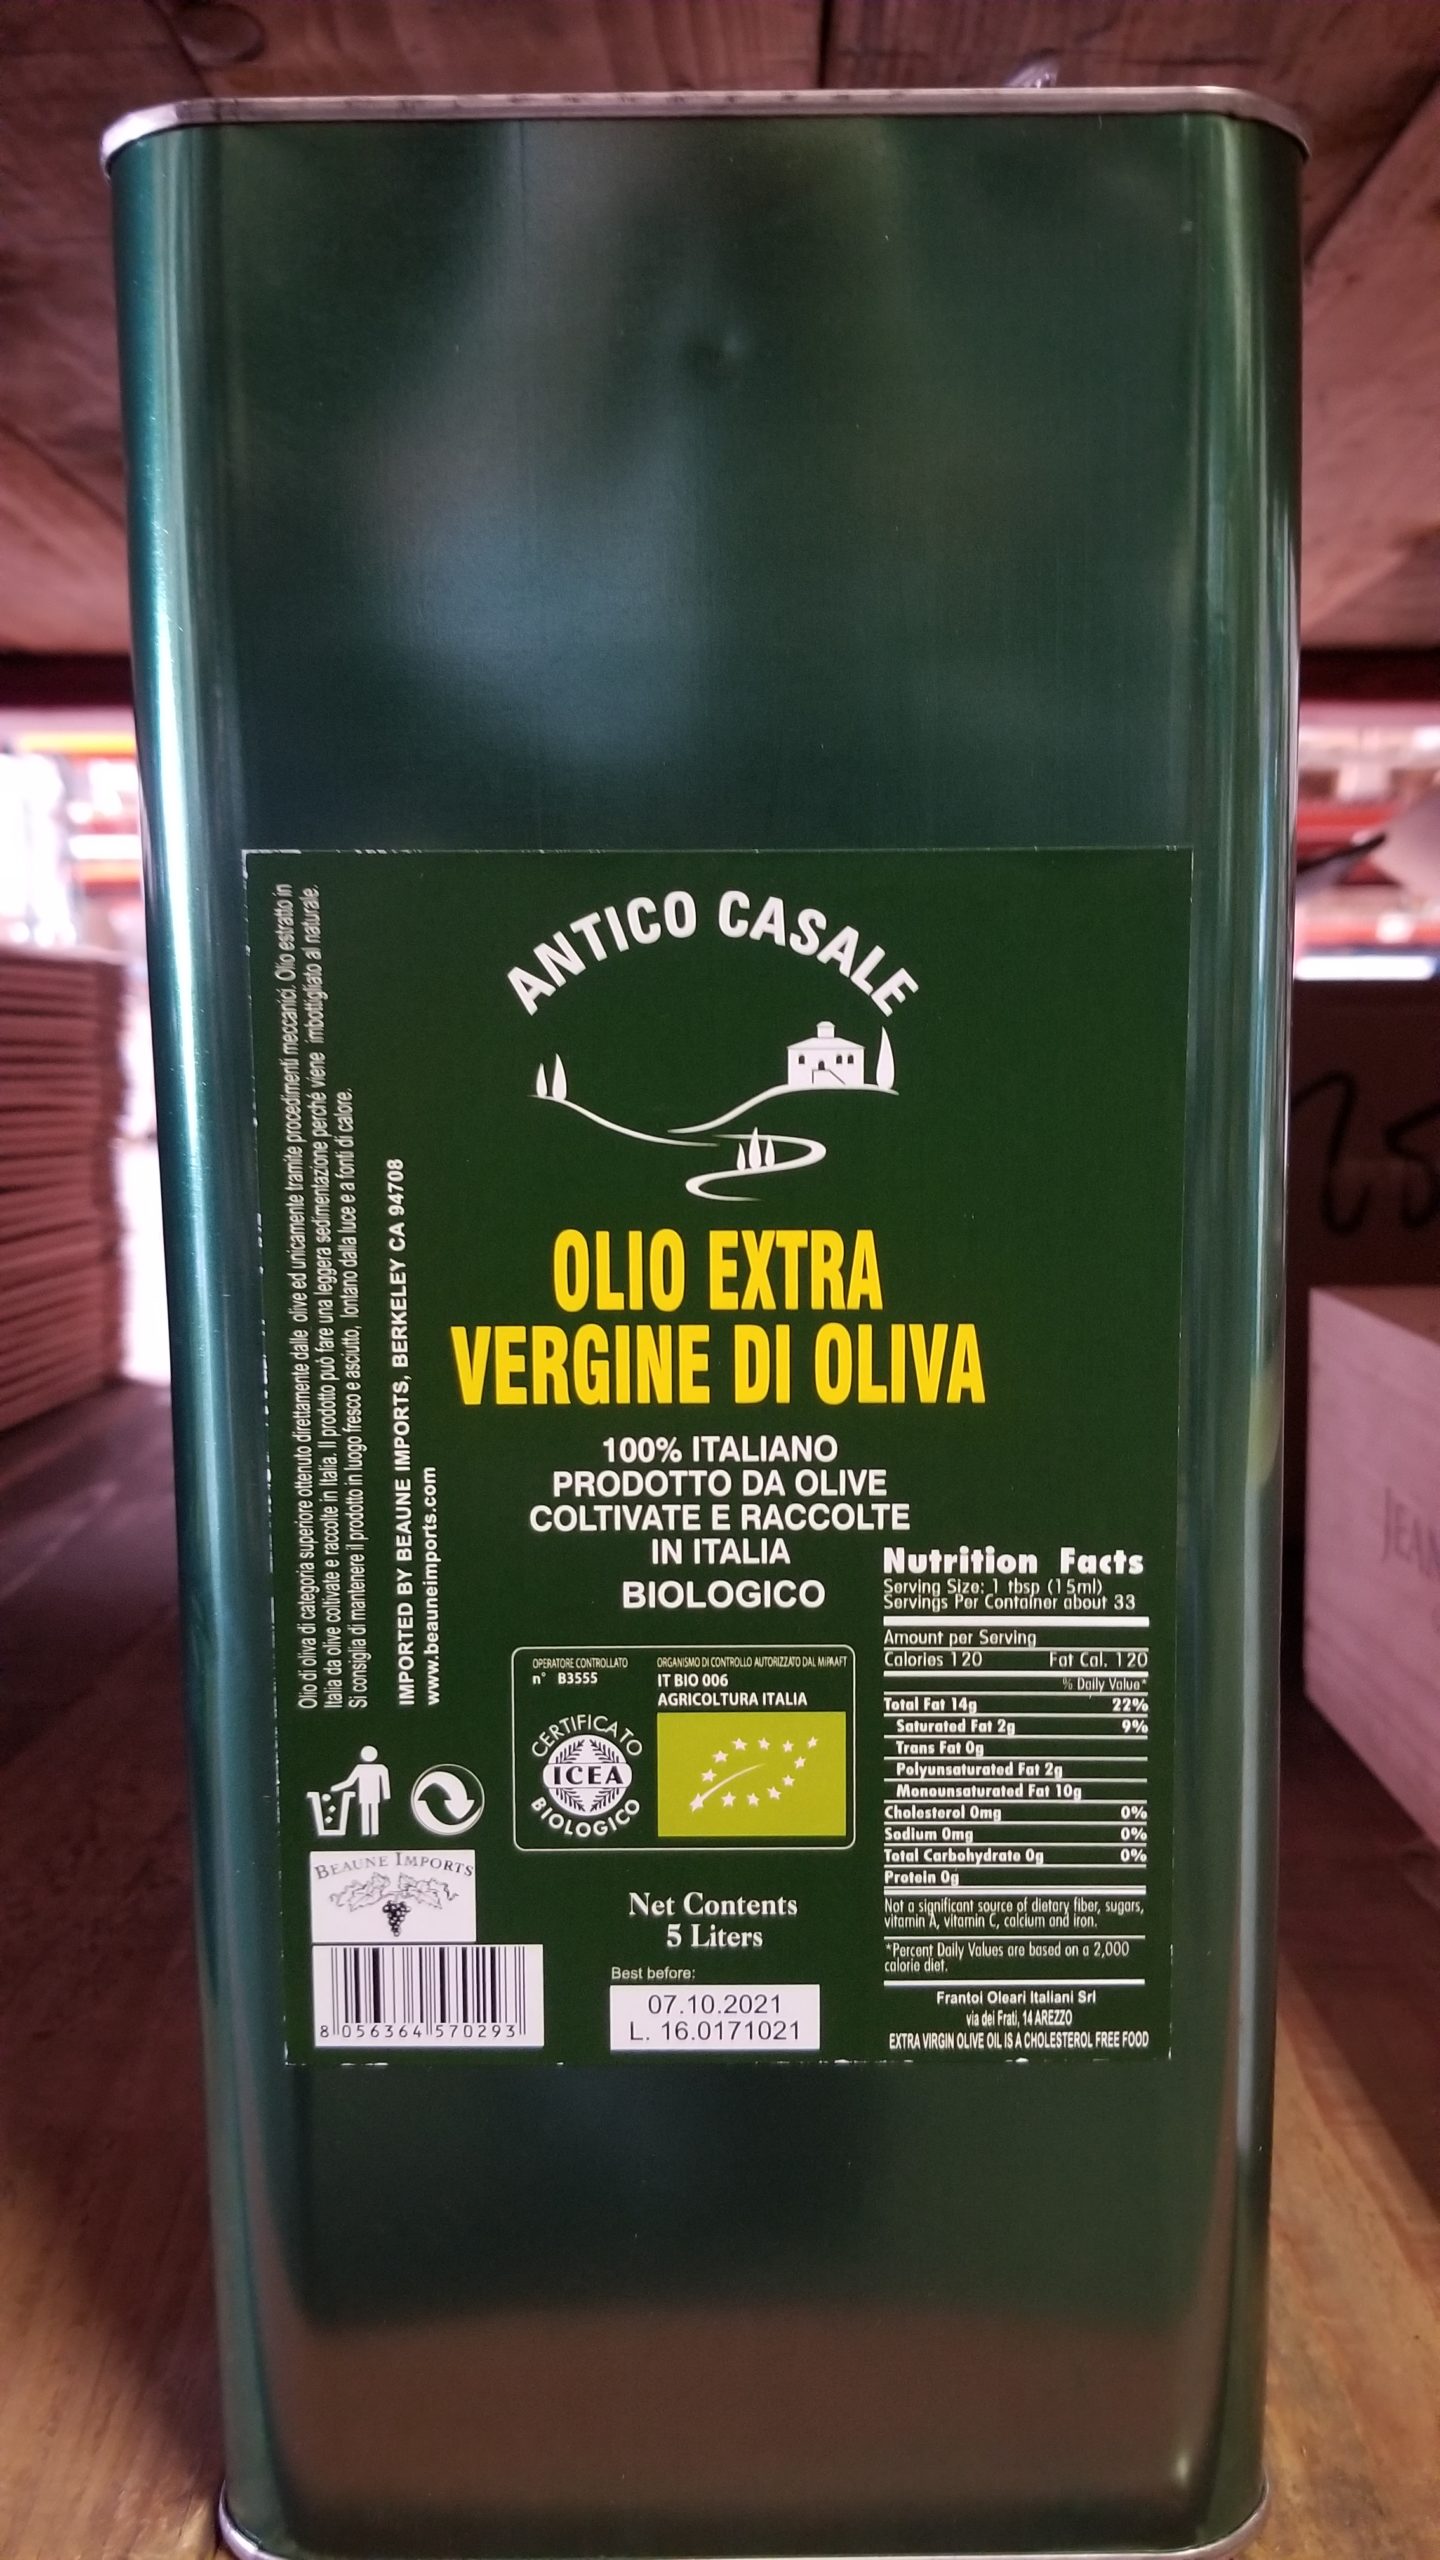 ANTICO CASALE
OLIO EXTRA
VERGINE DI OLIVA
100% ITALIANO
PRODOTTO DA OLIVE
COLTIVATE E RACCOLTE
IN ITALIA
BIOLOGICO
Olio di oliva di categoria superiore ottenuto direttamente dalle olive ed unicamente tramite procedimenti meccanici. Olio estratto in
Italia da olive coltivate e raccolte in Italia. Il prodotto può fare una leggera sedimentazione perché viene imbottigliato al naturale.
Si consiglia di mantenere il prodotto in luogo fresco e asciutto, lontano dalla luce e a fonti di calore.
IMPORTED BY BEAUNE IMPORTS, BERKELEY CA 94708
www.beauneimports.com
OPERATORE CONTROLLATO
n° B3555
CERTIFICATO
ICEA
BIOLOGICO
ORGANISMO DI CONTROLLO AUTORIZZATO DAL MiPAAFT
IT BIO 006
AGRICOLTURA ITALIA
BEAUNE IMPORTS
8 056364 570293
Net Contents
5 Liters
Best before:
07.10.2021
L. 16.0171021
Nutrition Facts
Serving Size: 1 tbsp (15ml)
Servings Per Container about 33
Amount per Serving
Calories 120 Fat Cal. 120
% Daily Value*
Total Fat 14g 22%
Saturated Fat 2g 9%
Trans Fat 0g
Polyunsaturated Fat 2g
Monounsaturated Fat 10g
Cholesterol 0mg 0%
Sodium 0mg 0%
Total Carbohydrate 0g 0%
Protein 0g
Not a significant source of dietary fiber, sugars,
vitamin A, vitamin C, calcium and iron.
*Percent Daily Values are based on a 2,000
calorie diet.
Frantoi Oleari Italiani Srl
via dei Frati, 14 AREZZO
EXTRA VIRGIN OLIVE OIL IS A CHOLESTEROL FREE FOOD